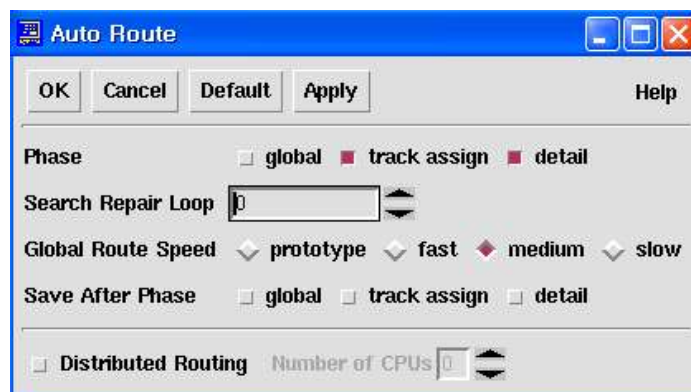 Auto Route
OK Cancel Default Apply Help
Phase global track assign detail
Search Repair Loop 0
Global Route Speed prototype fast medium slow
Save After Phase global track assign detail
Distributed Routing Number of CPUs 0